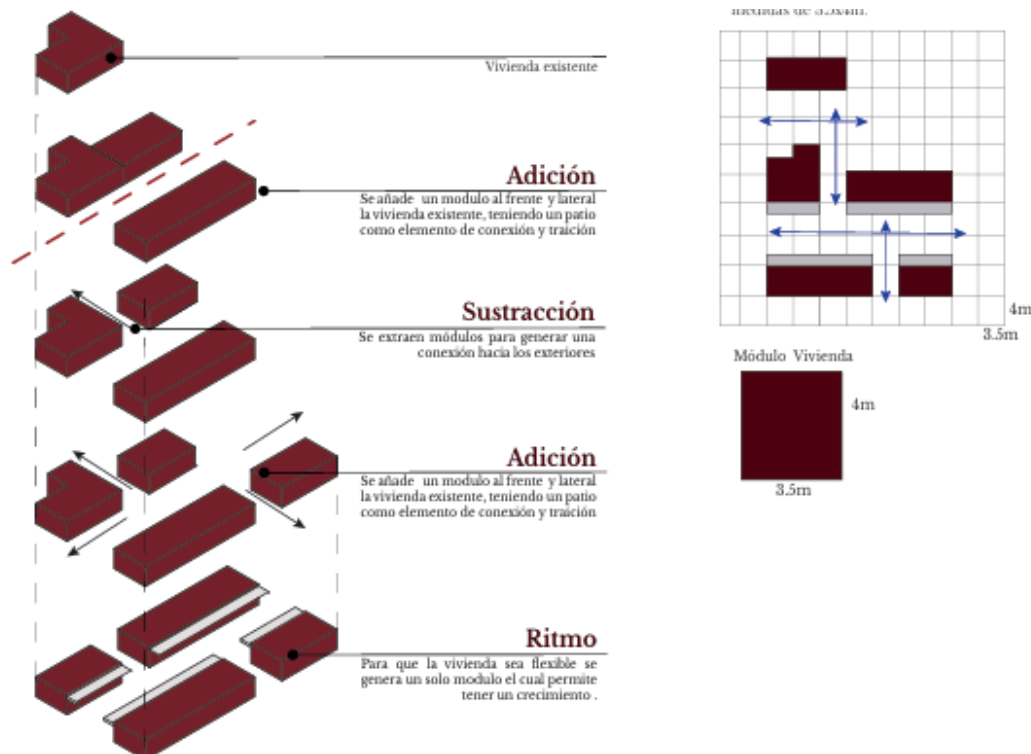 Vivienda existente
Adición
Se añade un modulo al frente y lateral
la vivienda existente, teniendo un patio
como elemento de conexión y traición
Sustracción
Se extraen módulos para generar una
conexión hacia los exteriores
Adición
Se añade un modulo al frente y lateral
la vivienda existente, teniendo un patio
como elemento de conexión y traición
Ritmo
Para que la vivienda sea flexible se
genera un solo modulo el cual permite
tener un crecimiento .
medidas de 3.5x4m.
4m
3.5m
Módulo Vivienda
4m
3.5m